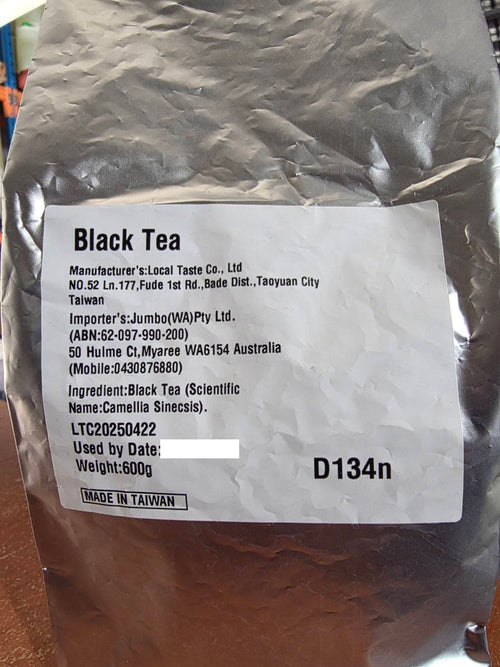 Black Tea
Manufacturer's:Local Taste Co., Ltd
NO.52 Ln.177,Fude 1st Rd.,Bade Dist.,Taoyuan City
Taiwan
Importer's:Jumbo(WA)Pty Ltd.
(ABN:62-097-990-200)
50 Hulme Ct,Myaree WA6154 Australia
(Mobile:0430876880)
Ingredient:Black Tea (Scientific
Name:Camellia Sinecsis).
LTC20250422
Used by Date:
Weight:600g
D134n
MADE IN TAIWAN